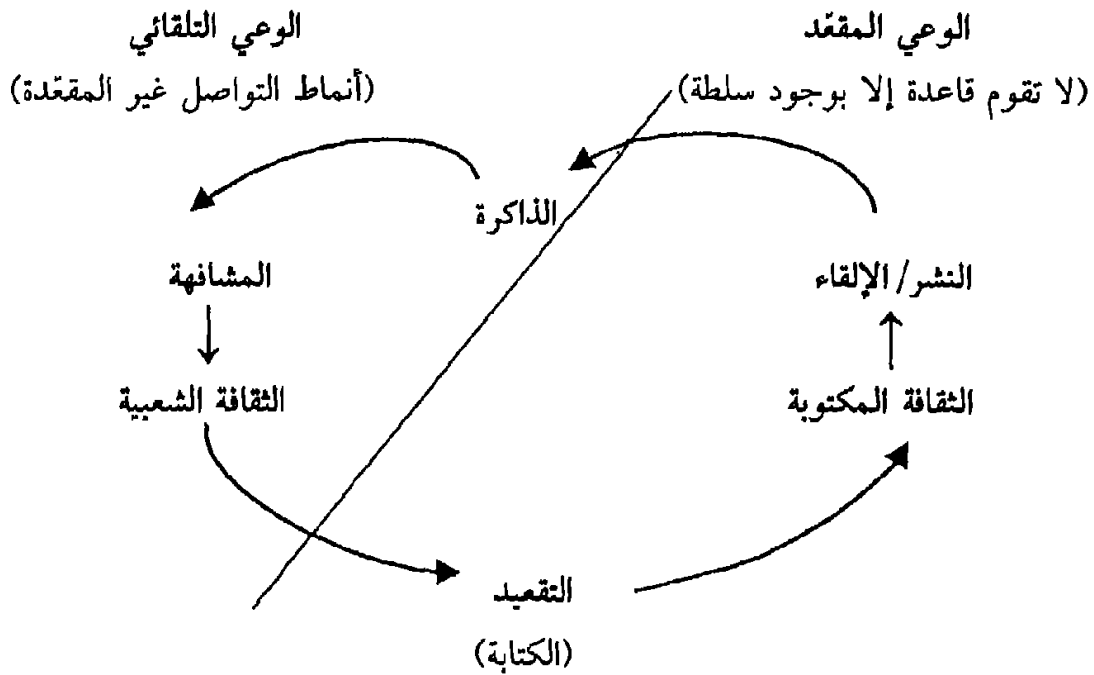 الوعي المقعّد
الوعي التلقائي
(لا تقوم قاعدة إلا بوجود سلطة)
(أنماط التواصل غير المقعّدة)
الذاكرة
النشر/الإلقاء
المشافهة
الثقافة المكتوبة
الثقافة الشعبية
التقعيد
(الكتابة)